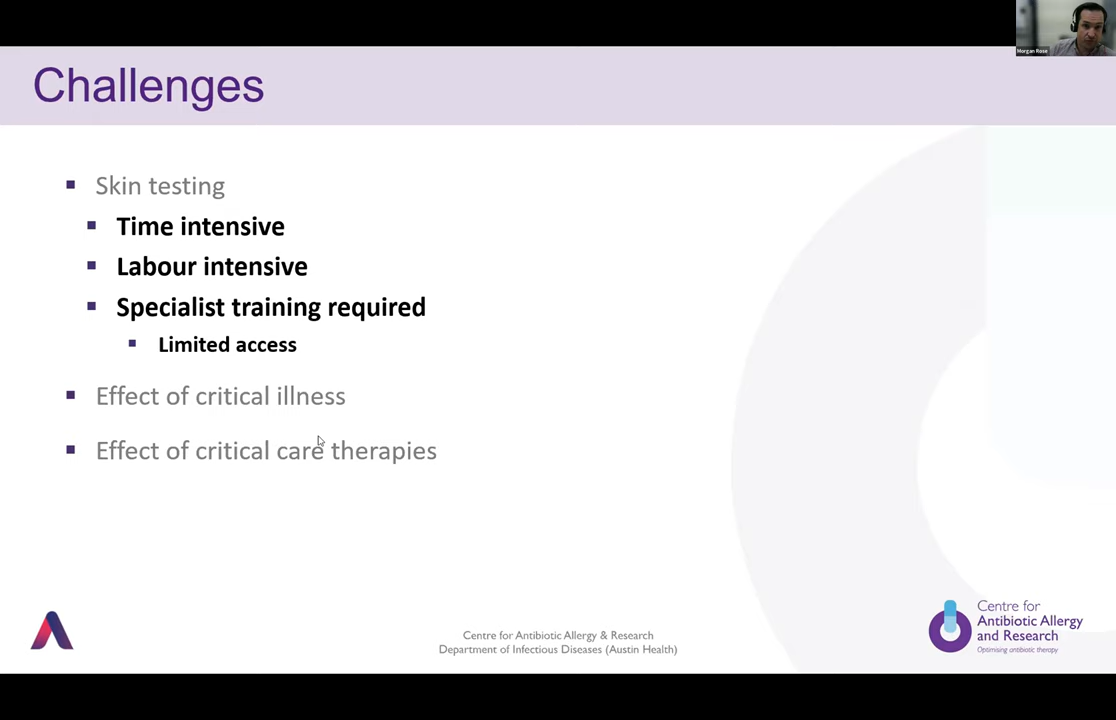 Morgan Rose
Challenges
Skin testing
Time intensive
Labour intensive
Specialist training required
Limited access
Effect of critical illness
Effect of critical care therapies
Centre for Antibiotic Allergy & Research
Department of Infectious Diseases (Austin Health)
Centre for
Antibiotic Allergy
and Research
Optimising antibiotic therapy